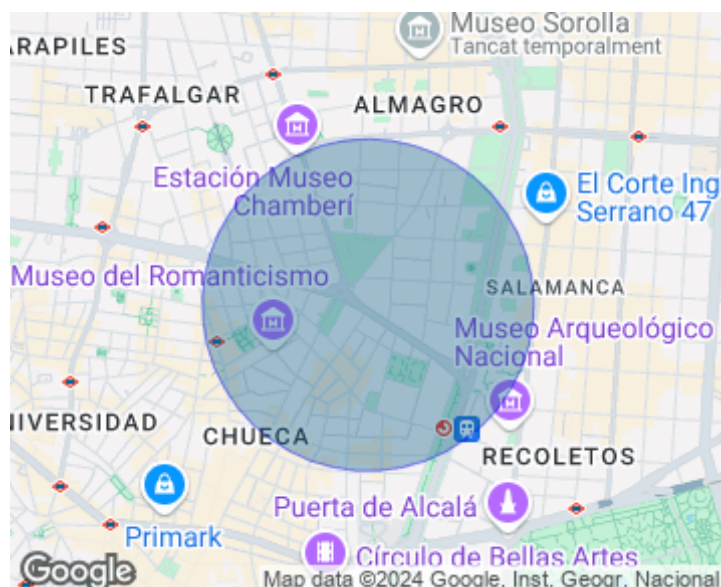 Museo Sorolla
Tancat temporalment
ARAPILES
TRAFALGAR
ALMAGRO
Estación Museo
Chamberí
El Corte Ing
Serrano 47
Museo del Romanticismo
SALAMANCA
Museo Arqueológico
Nacional
NIVERSIDAD
CHUECA
RECOLETOS
Puerta de Alcalá
Primark
Círculo de Bellas Artes
Google
Map data ©2024 Google, Inst. Geogr. Nacional